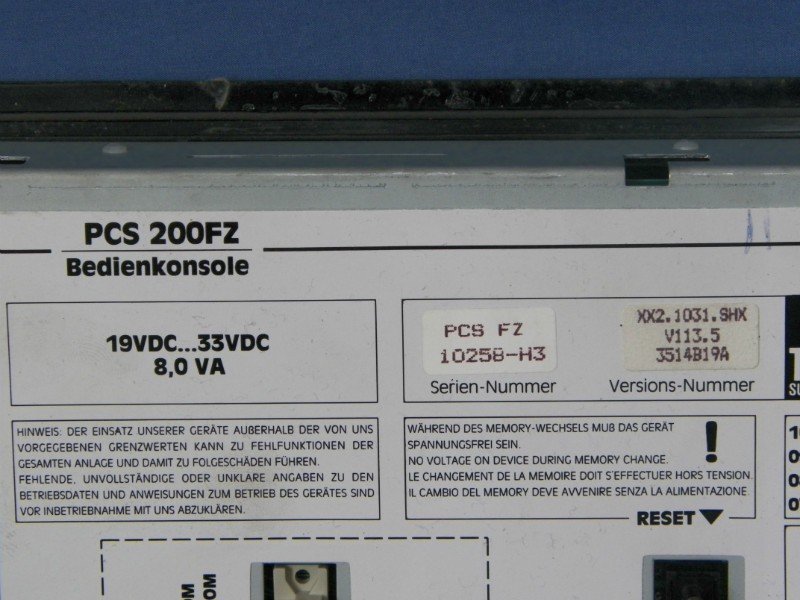 PCS 200FZ
Bedienkonsole
19VDC...33VDC
8,0 VA
PCS FZ
10258-H3
Serien-Nummer
XX2.1031.SHX
V113.5
3514B19A
Versions-Nummer
HINWEIS: DER EINSATZ UNSERER GERÄTE AUßERHALB DER VON UNS
VORGEGEBENEN GRENZWERTEN KANN ZU FEHLFUNKTIONEN DER
GESAMTEN ANLAGE UND DAMIT ZU FOLGESCHÄDEN FÜHREN.
FEHLENDE, UNVOLLSTÄNDIGE ODER UNKLARE ANGABEN ZU DEN
BETRIEBSDATEN UND ANWEISUNGEN ZUM BETRIEB DES GERÄTES SIND
VOR INBETRIEBNAHME MIT UNS ABZUKLÄREN.
WÄHREND DES MEMORY-WECHSELS MUß DAS GERÄT
SPANNUNGSFREI SEIN.
NO VOLTAGE ON DEVICE DURING MEMORY CHANGE.
LE CHANGEMENT DE LA MEMOIRE DOIT S'EFFECTUER HORS TENSION.
IL CAMBIO DEL MEMORY DEVE AVVENIRE SENZA LA ALIMENTAZIONE.
!
RESET ▼